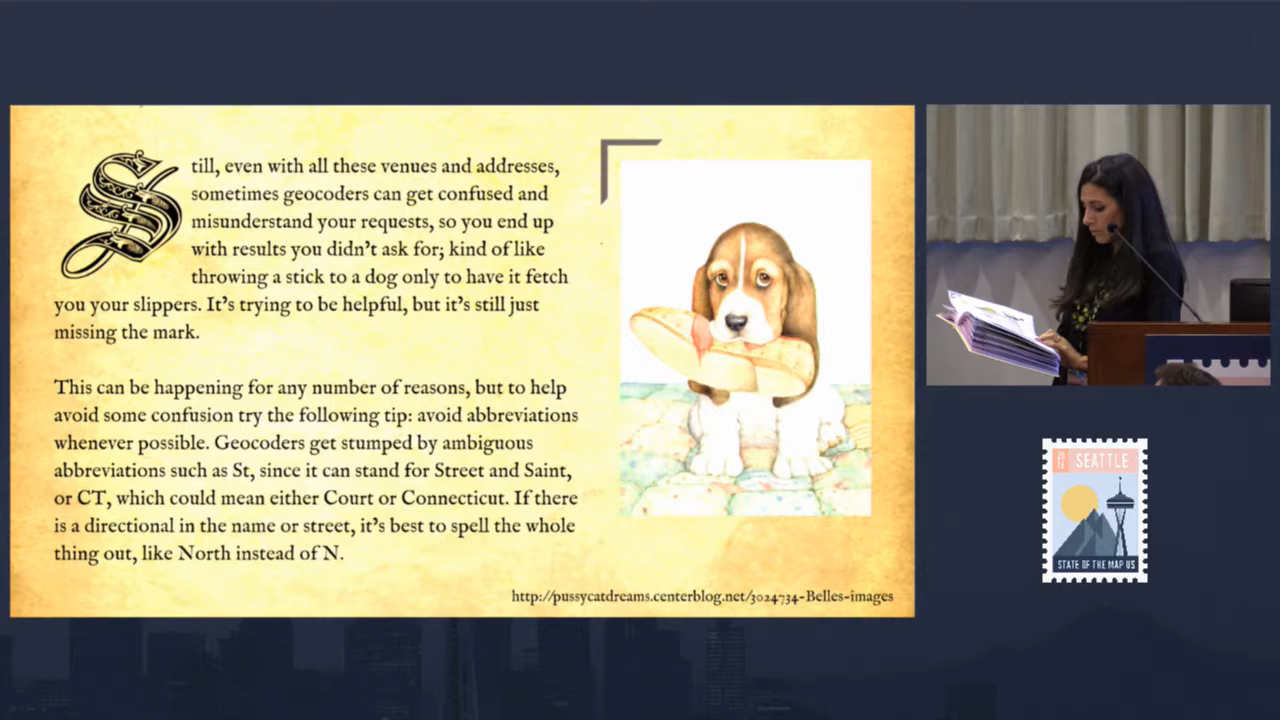 Still, even with all these venues and addresses,
sometimes geocoders can get confused and
misunderstand your requests, so you end up
with results you didn't ask for; kind of like
throwing a stick to a dog only to have it fetch
you your slippers. It's trying to be helpful, but it's still just
missing the mark.
This can be happening for any number of reasons, but to help
avoid some confusion try the following tip: avoid abbreviations
whenever possible. Geocoders get stumped by ambiguous
abbreviations such as St, since it can stand for Street and Saint,
or CT, which could mean either Court or Connecticut. If there
is a directional in the name or street, it's best to spell the whole
thing out, like North instead of N.
http://pussycatdreams.centerblog.net/3024734-Belles-images
SEATTLE
STATE OF THE MAP US